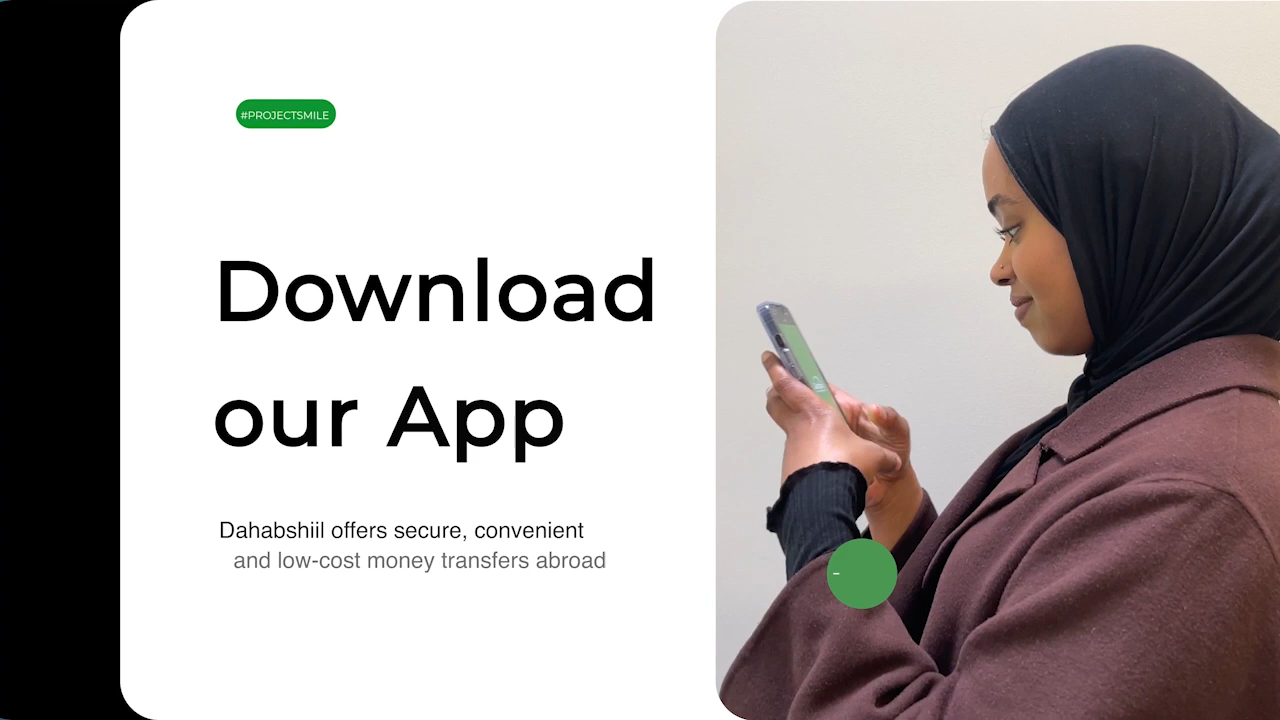 #PROJECTSMILE
Download
our App
Dahabshiil offers secure, convenient
and low-cost money transfers abroad